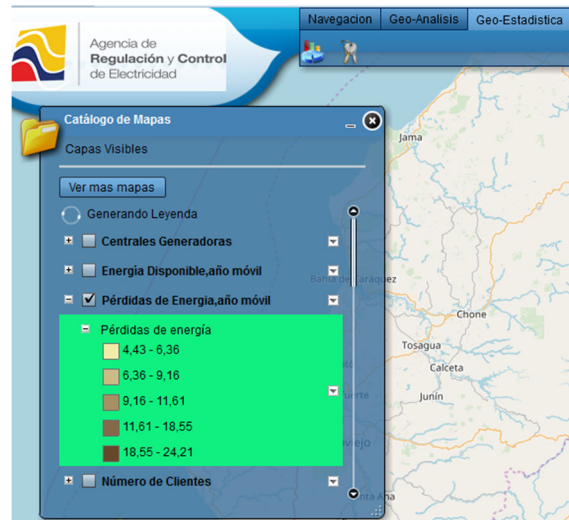 Navegacion
Geo-Analisis
Geo-Estadistica
Agencia de
Regulación y Control
de Electricidad
Catálogo de Mapas
Capas Visibles
Ver mas mapas
Generando Leyenda
Centrales Generadoras
Energía Disponible,año móvil
Pérdidas de Energia,año móvil
Pérdidas de energía
4,43 - 6,36
6,36 - 9,16
9,16 - 11,61
11,61 - 18,55
18,55 - 24,21
Número de Clientes
Jama
Chone
Tosagua
Calceta
Junín